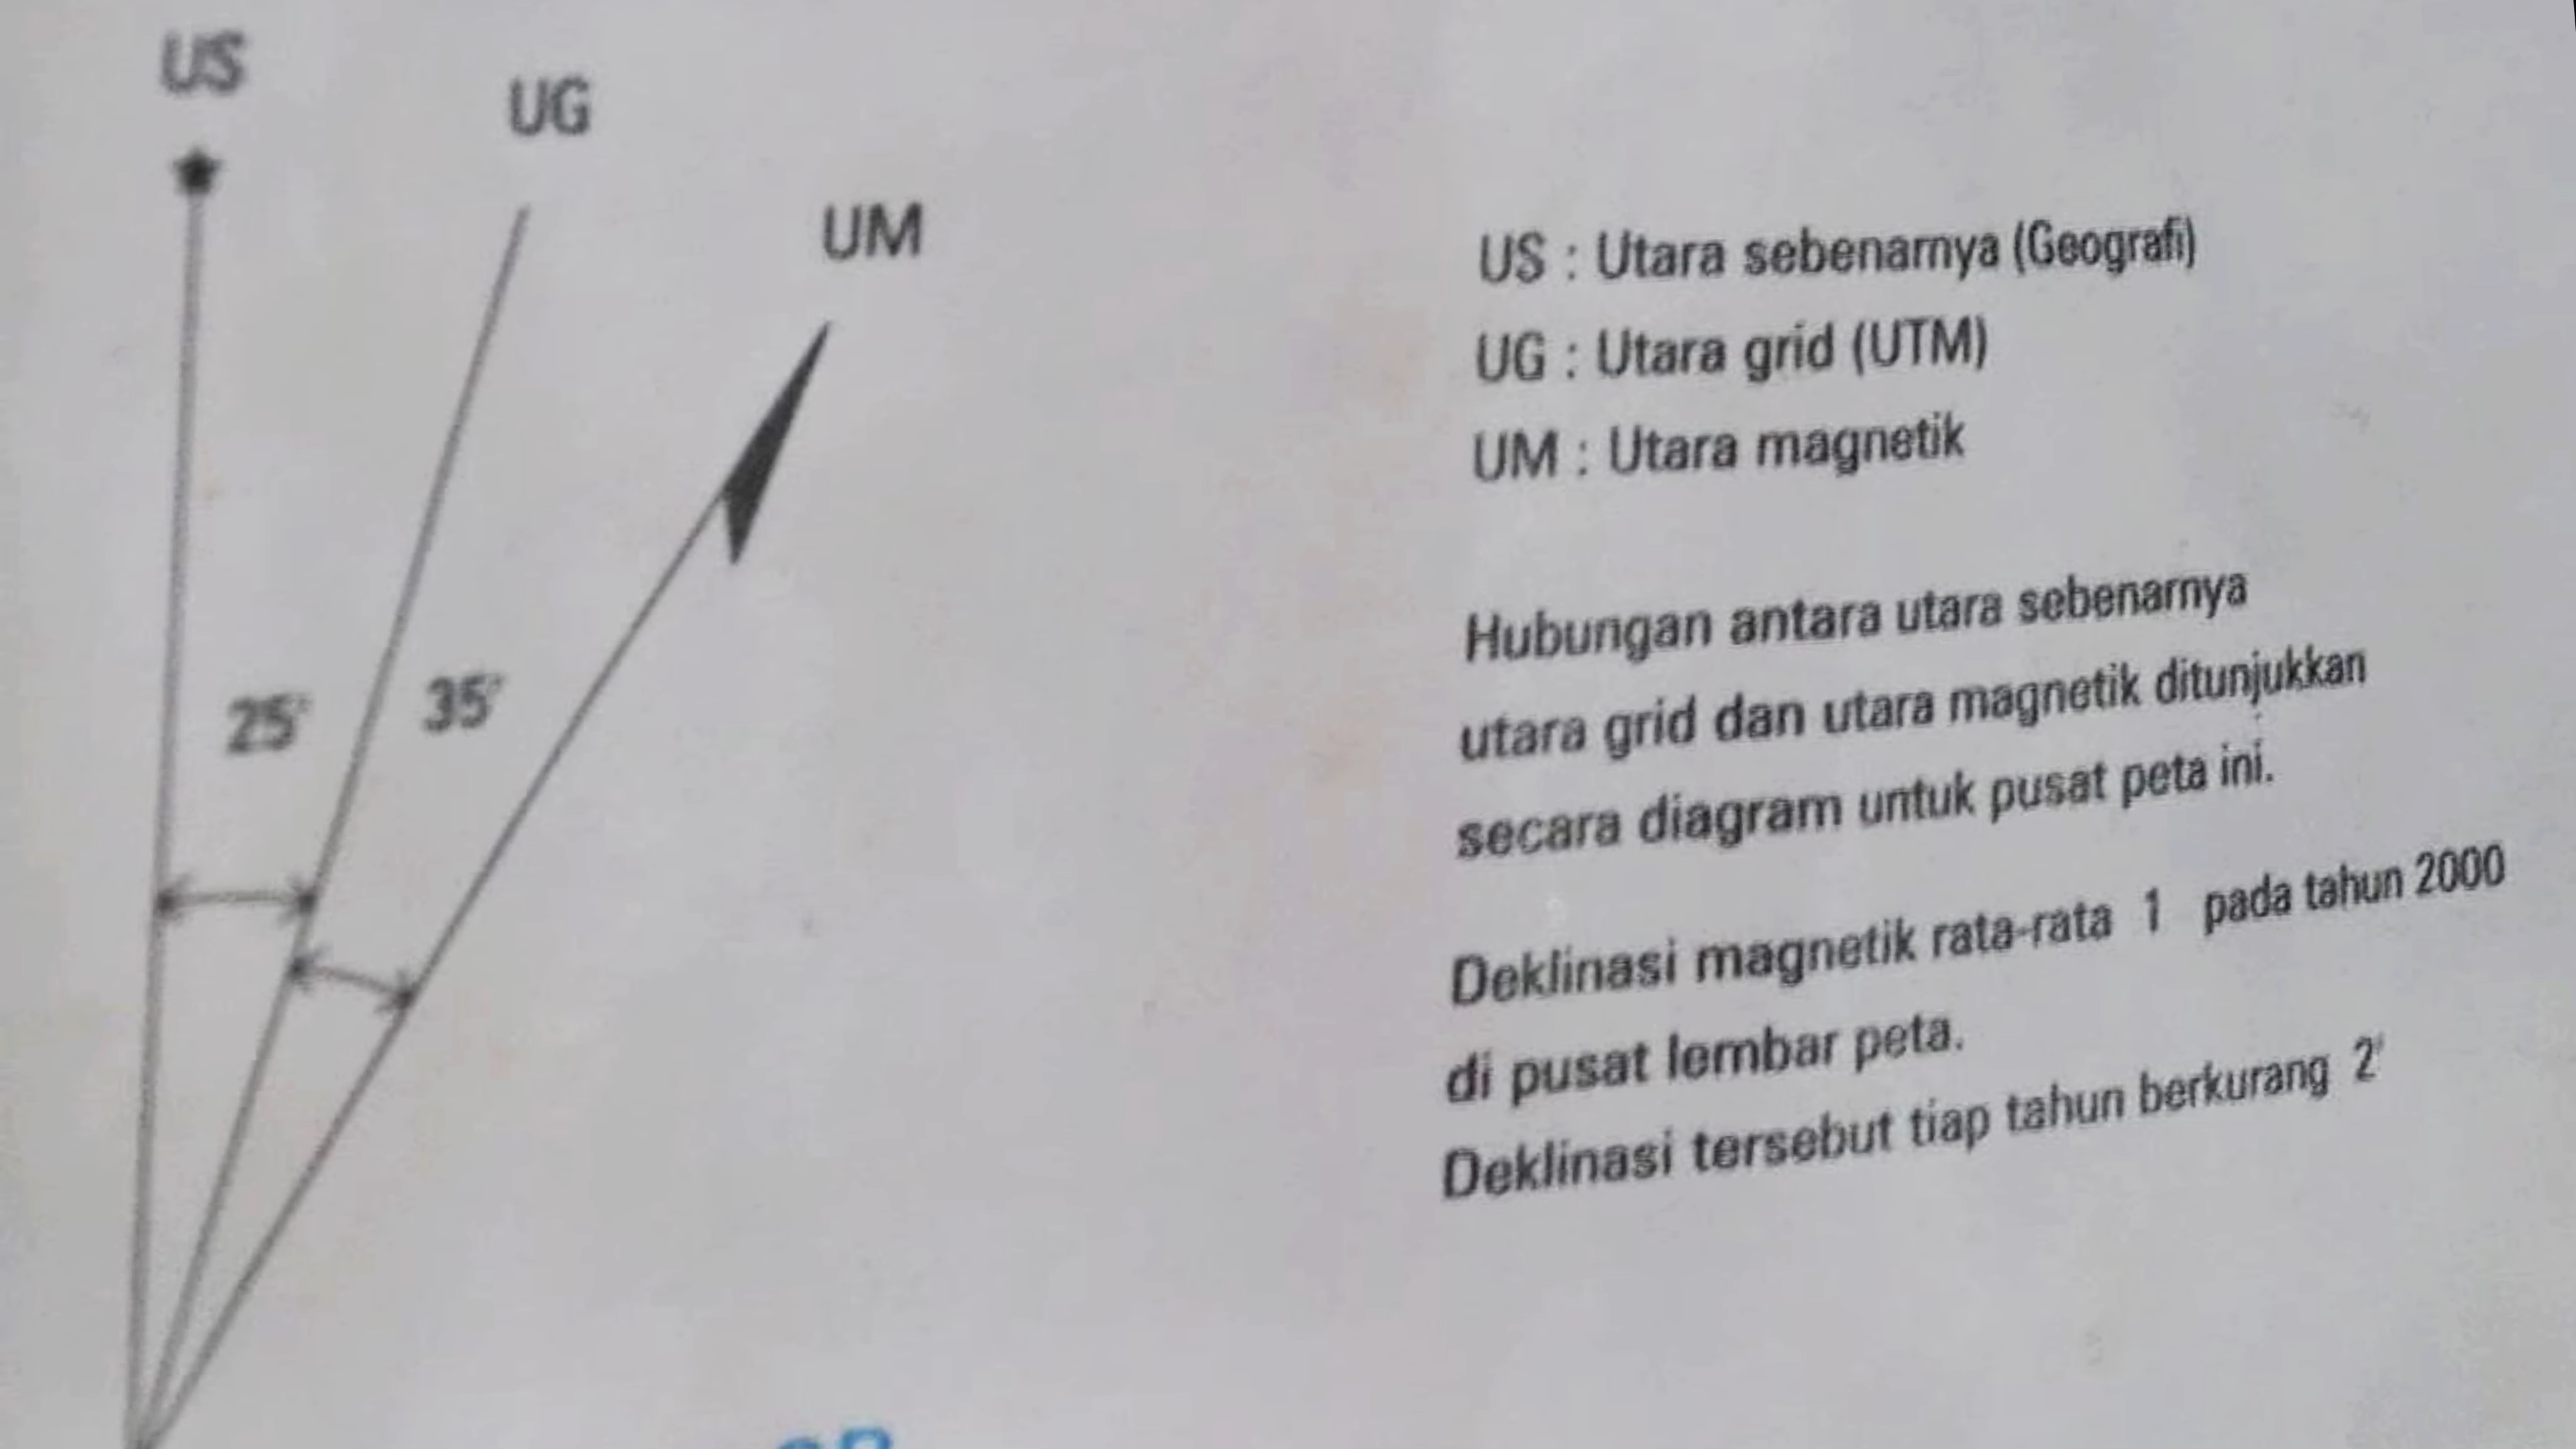 US
UG
UM
25'
35'
US : Utara sebenarnya (Geografi)
UG : Utara grid (UTM)
UM : Utara magnetik
Hubungan antara utara sebenarnya
utara grid dan utara magnetik ditunjukkan
secara diagram untuk pusat peta ini.
Deklinasi magnetik rata-rata 1 pada tahun 2000
di pusat lembar peta.
Deklinasi tersebut tiap tahun berkurang 2'